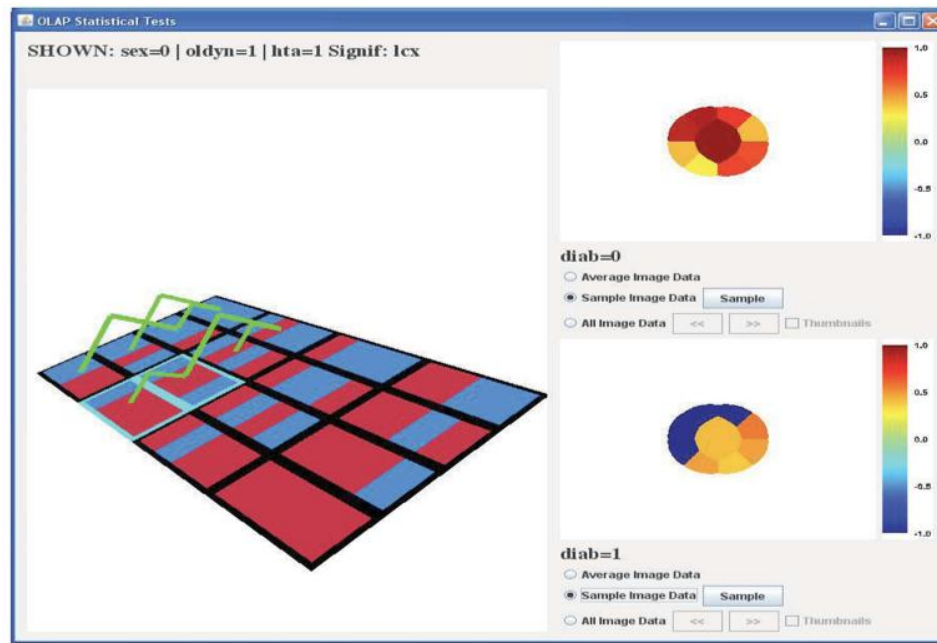 OLAP Statistical Tests
SHOWN: sex=0 | oldyn=1 | hta=1 Signif: lcx
1.0
0.5
0.0
-0.5
-1.0
diab=0
Average Image Data
Sample Image Data Sample
All Image Data << >> Thumbnails
1.0
0.5
0.0
-0.5
-1.0
diab=1
Average Image Data
Sample Image Data Sample
All Image Data << >> Thumbnails